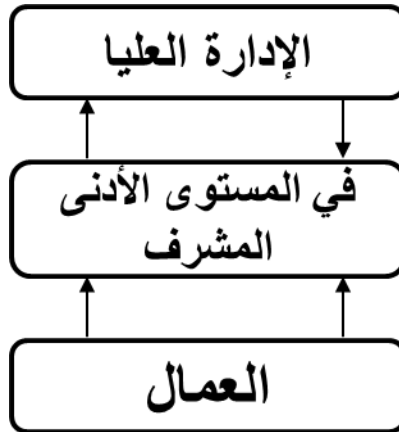 الإدارة العليا
في المستوى الأدنى
المشرف
العمال